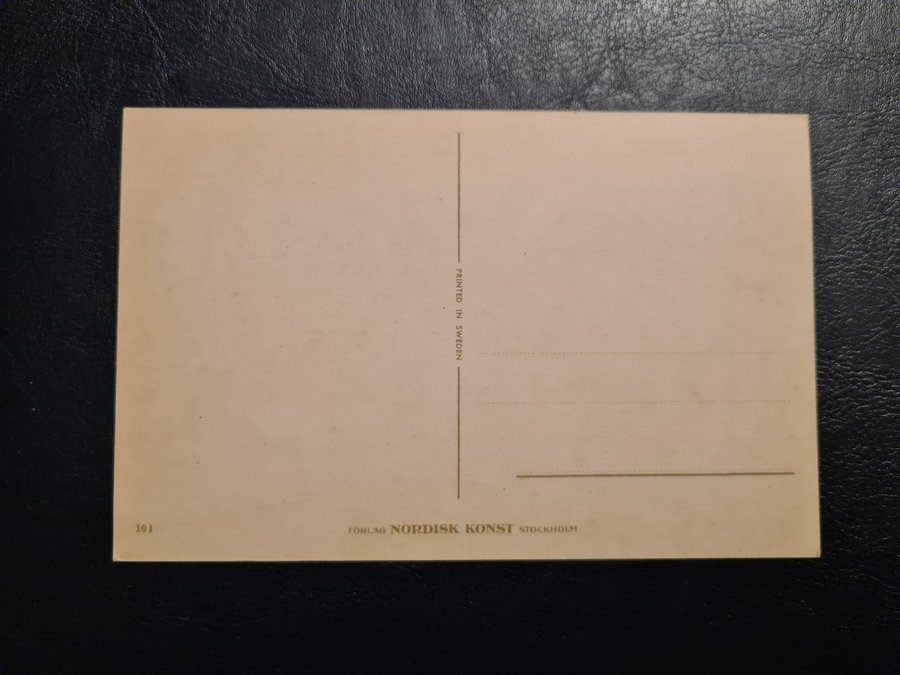 PRINTED IN SWEDEN
101
FÖRLAG NORDISK KONST STOCKHOLM